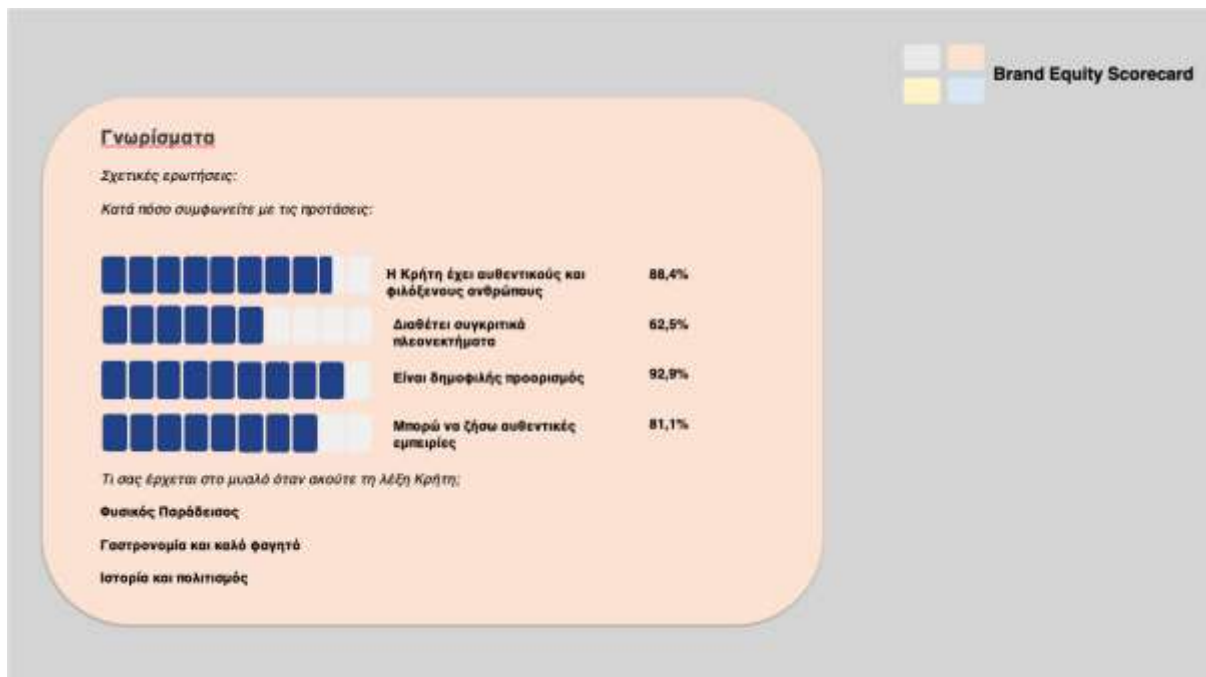 Brand Equity Scorecard
Γνωρίσματα
Σχετικές ερωτήσεις:
Κατά πόσο συμφωνείτε με τις προτάσεις:
Η Κρήτη έχει αυθεντικούς και
φιλόξενους ανθρώπους
88,4%
Διαθέτει συγκριτικά
πλεονεκτήματα
62,5%
Είναι δημοφιλής προορισμός
92,9%
Μπορώ να ζήσω αυθεντικές
εμπειρίες
81,1%
Τι σας έρχεται στο μυαλό όταν ακούτε τη λέξη Κρήτη;
Φυσικός Παράδεισος
Γαστρονομία και καλό φαγητό
Ιστορία και πολιτισμός